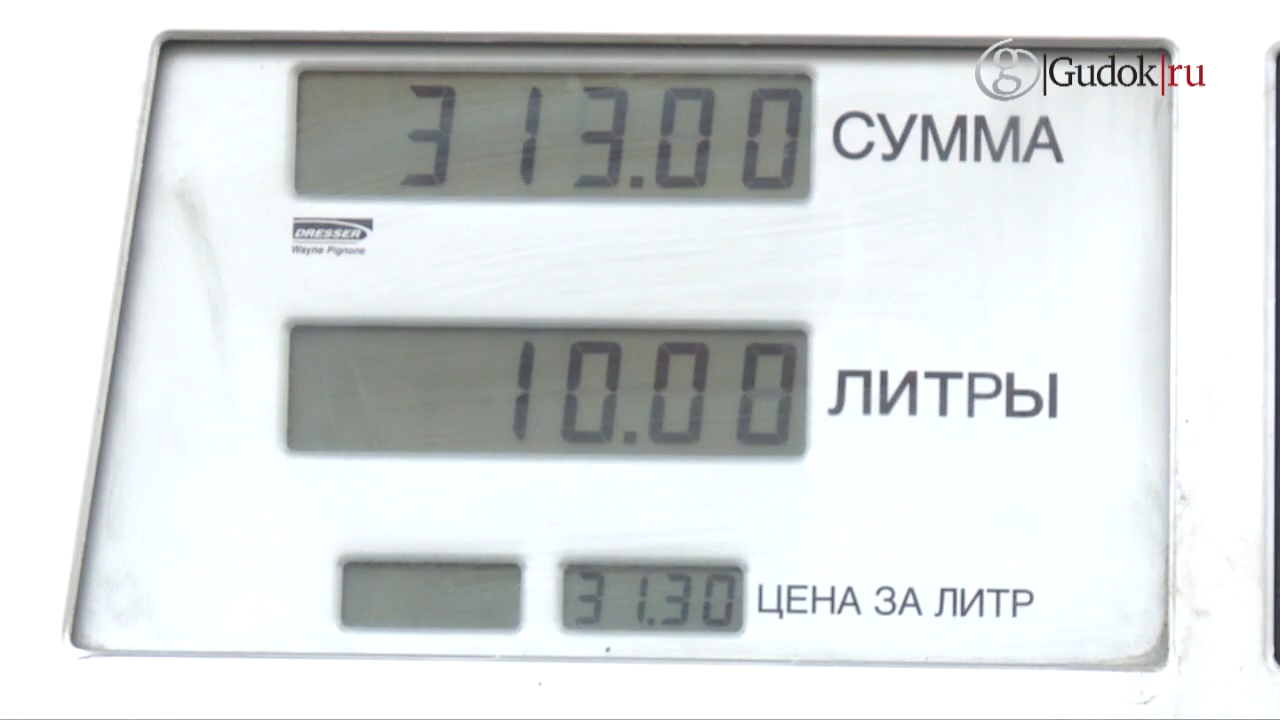 g|Gudok|ru
313.00 СУММА
DRESSER
Wayne Pignone
10.00 ЛИТРЫ
31.30 ЦЕНА ЗА ЛИТР